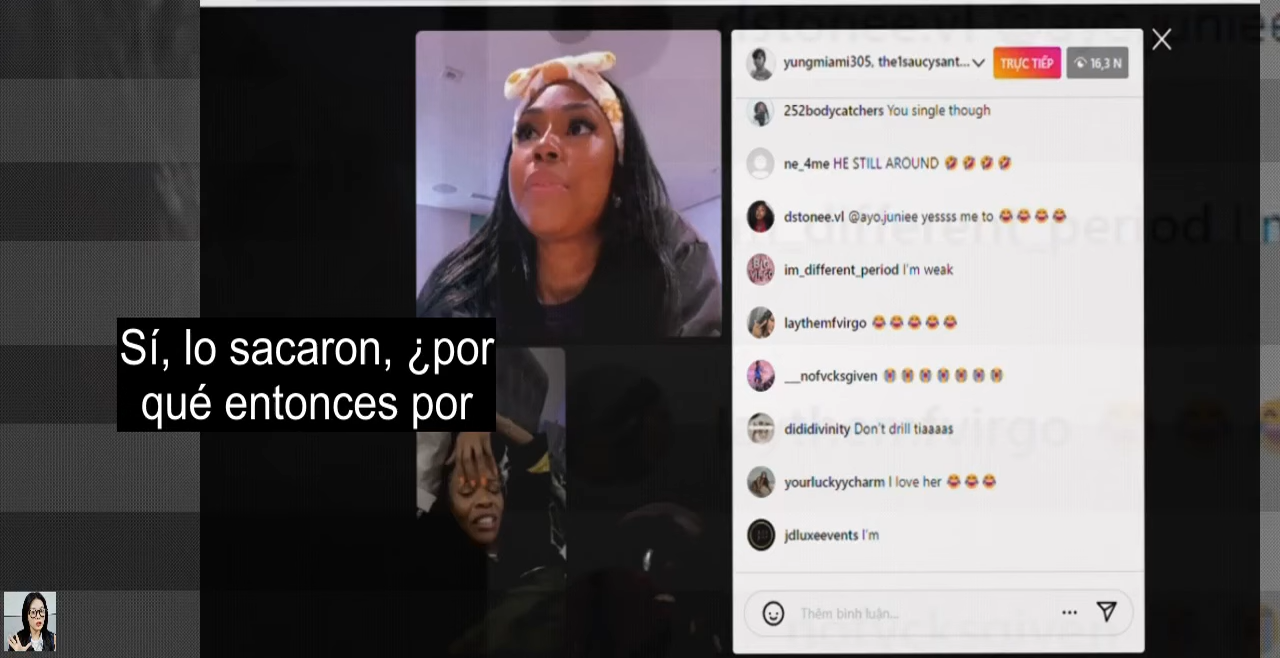 yungmiami305, the1saucysant...
TRỰC TIẾP
16,3 N
252bodycatchers You single though
ne_4me HE STILL AROUND 🤣 🤣 🤣 🤣
dstonee.vl @ayo.juniee yessss me to 😂 😂 😂 😂
im_different_period I'm weak
laythemfvirgo 😂 😂 😂 😂 😂
__nofvcksgiven 😭 😭 😭 😭 😭 😭 😭
dididivinity Don't drill tiaaaas
yourluckyycharm I love her 😂 😂 😂
jdluxeevents I'm
Thêm bình luận...
Sí, lo sacaron, ¿por
qué entonces por